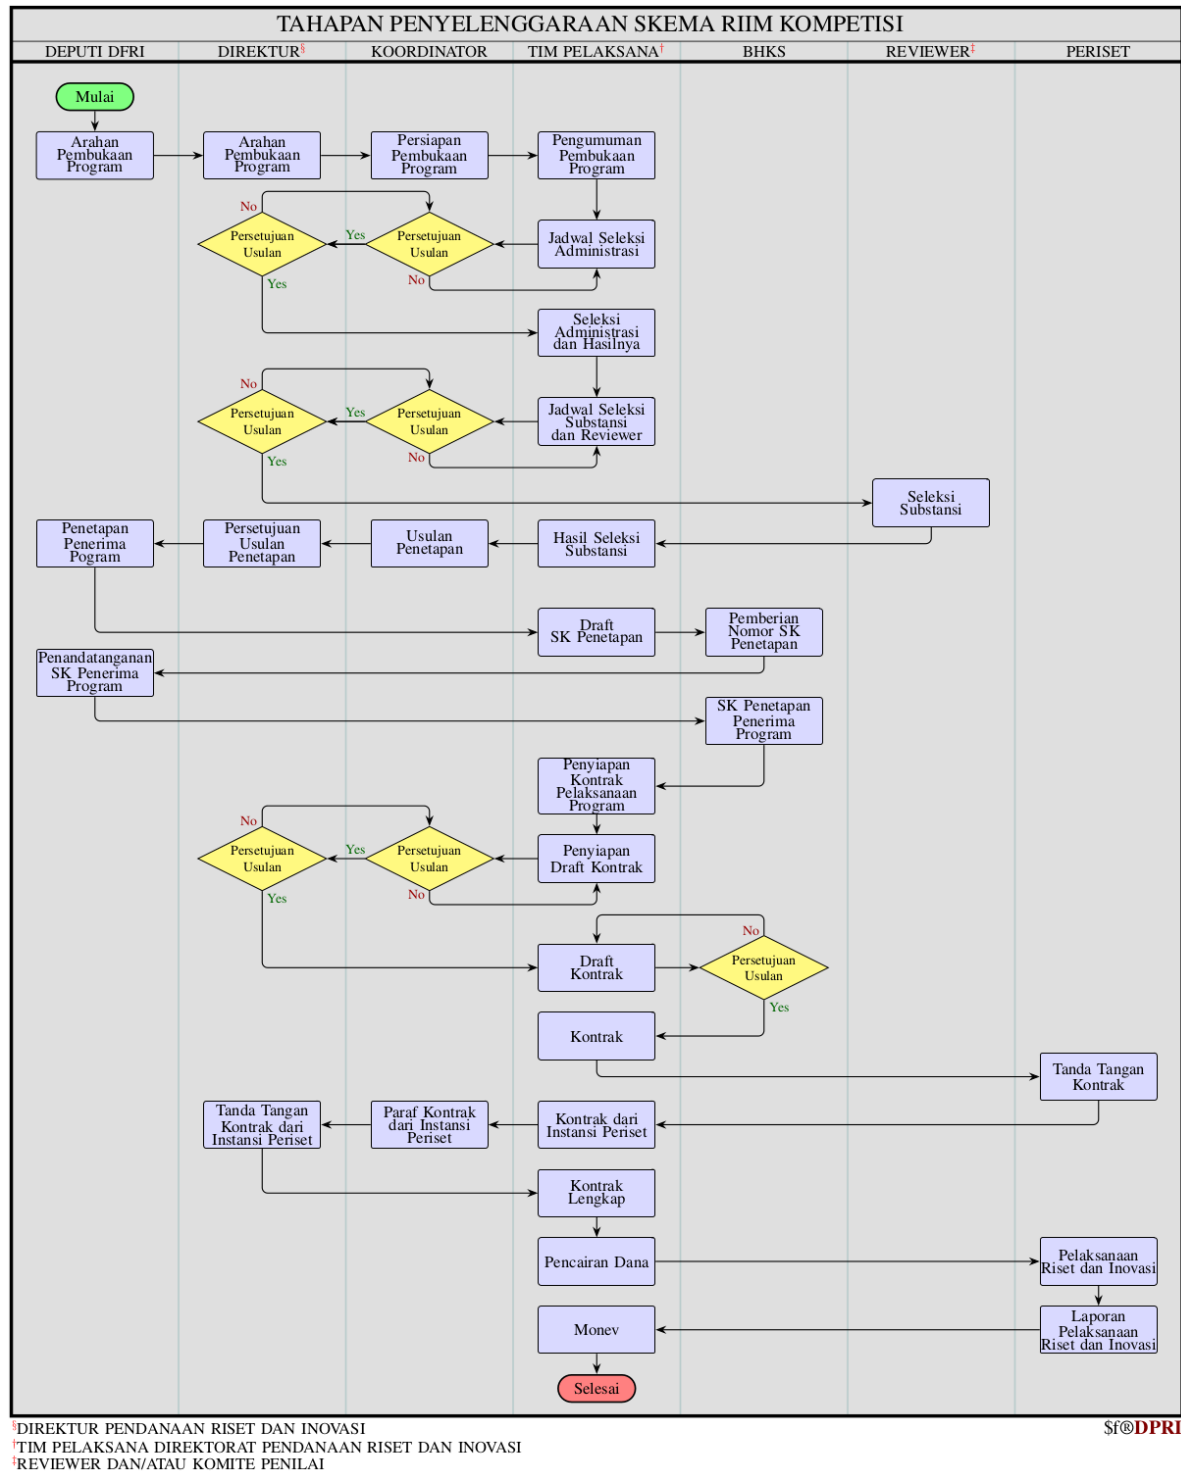 TAHAPAN PENYELENGGARAAN SKEMA RIIM KOMPETISI
DEPUTI DFRI
DIREKTUR§
KOORDINATOR
TIM PELAKSANA†
BHKS
REVIEWER‡
PERISET
Mulai
Arahan
Pembukaan
Program
Arahan
Pembukaan
Program
Persiapan
Pembukaan
Program
Pengumuman
Pembukaan
Program
No
Persetujuan
Usulan
Yes
Yes
Persetujuan
Usulan
No
Jadwal Seleksi
Administrasi
Seleksi
Administrasi
dan Hasilnya
No
Persetujuan
Usulan
Yes
Yes
Persetujuan
Usulan
No
Jadwal Seleksi
Substansi
dan Reviewer
Seleksi
Substansi
Penetapan
Penerima
Pogram
Persetujuan
Usulan
Penetapan
Usulan
Penetapan
Hasil Seleksi
Substansi
Draft
SK Penetapan
Pemberian
Nomor SK
Penetapan
Penandatanganan
SK Penerima
Program
SK Penetapan
Penerima
Program
Penyiapan
Kontrak
Pelaksanaan
Program
No
Persetujuan
Usulan
Yes
Yes
Persetujuan
Usulan
No
Penyiapan
Draft Kontrak
Draft
Kontrak
No
Persetujuan
Usulan
Yes
Kontrak
Tanda Tangan
Kontrak
Tanda Tangan
Kontrak dari
Instansi Periset
Paraf Kontrak
dari Instansi
Periset
Kontrak dari
Instansi Periset
Kontrak
Lengkap
Pencairan Dana
Pelaksanaan
Riset dan Inovasi
Monev
Laporan
Pelaksanaan
Riset dan Inovasi
Selesai
§DIREKTUR PENDANAAN RISET DAN INOVASI
$f®DPRI
†TIM PELAKSANA DIREKTORAT PENDANAAN RISET DAN INOVASI
‡REVIEWER DAN/ATAU KOMITE PENILAI